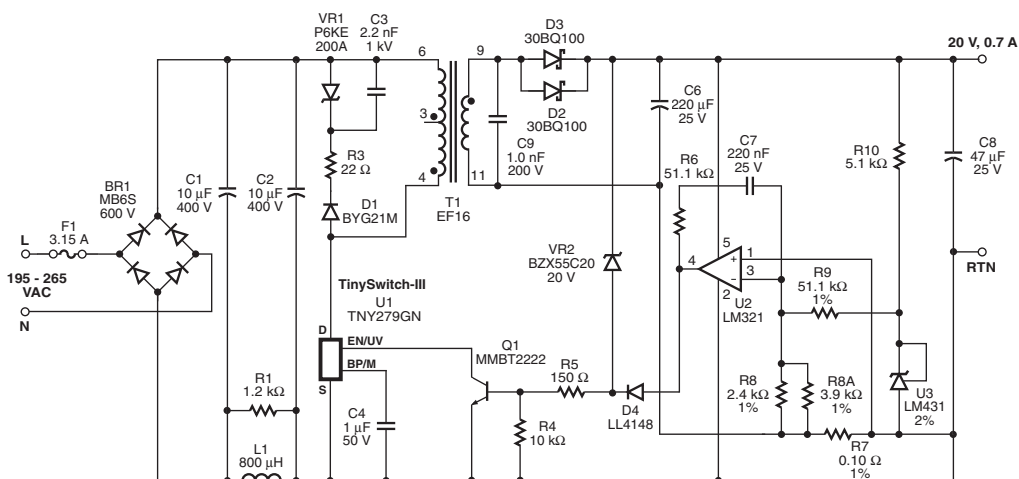 VR1
P6KE
200A
C3
2.2 nF
1 kV
D3
30BQ100
20 V, 0.7 A
6
9
3
4
11
D2
30BQ100
C9
1.0 nF
200 V
C6
220 µF
25 V
T1
EF16
C7
220 nF
25 V
R6
51.1 kΩ
R10
5.1 kΩ
C8
47 µF
25 V
R3
22 Ω
D1
BYG21M
C1
10 µF
400 V
C2
10 µF
400 V
BR1
MB6S
600 V
F1
3.15 A
L
195 - 265
VAC
N
VR2
BZX55C20
20 V
5
4
1
+
3
-
2
U2
LM321
R9
51.1 kΩ
1%
RTN
TinySwitch-III
U1
TNY279GN
D
EN/UV
BP/M
S
Q1
MMBT2222
R5
150 Ω
D4
LL4148
R8
2.4 kΩ
1%
R8A
3.9 kΩ
1%
U3
LM431
2%
R1
1.2 kΩ
C4
1 µF
50 V
R4
10 kΩ
R7
0.10 Ω
1%
L1
800 µH